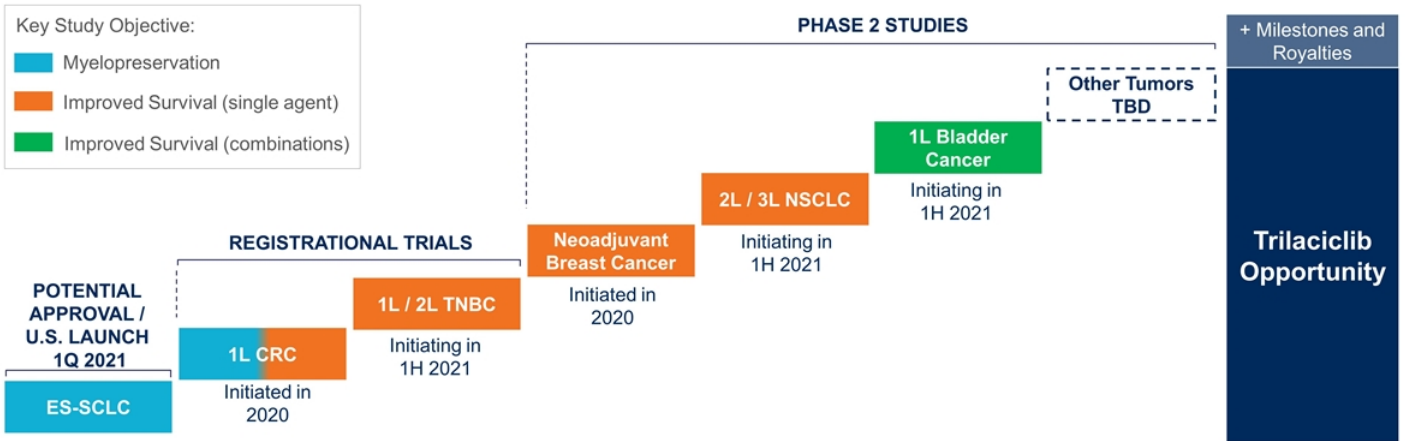 Key Study Objective:
Myelopreservation
Improved Survival (single agent)
Improved Survival (combinations)
POTENTIAL
APPROVAL /
U.S. LAUNCH
1Q 2021
ES-SCLC
REGISTRATIONAL TRIALS
1L CRC
Initiated in
2020
1L / 2L TNBC
Initiating in
1H 2021
PHASE 2 STUDIES
Neoadjuvant
Breast Cancer
Initiated in
2020
2L / 3L NSCLC
Initiating in
1H 2021
1L Bladder
Cancer
Initiating in
1H 2021
Other Tumors
TBD
+ Milestones and
Royalties
Trilaciclib
Opportunity